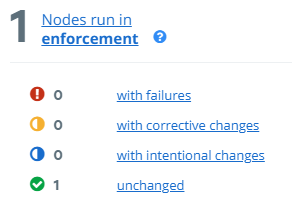 1 Nodes run in
enforcement ?
0 with failures
0 with corrective changes
0 with intentional changes
1 unchanged